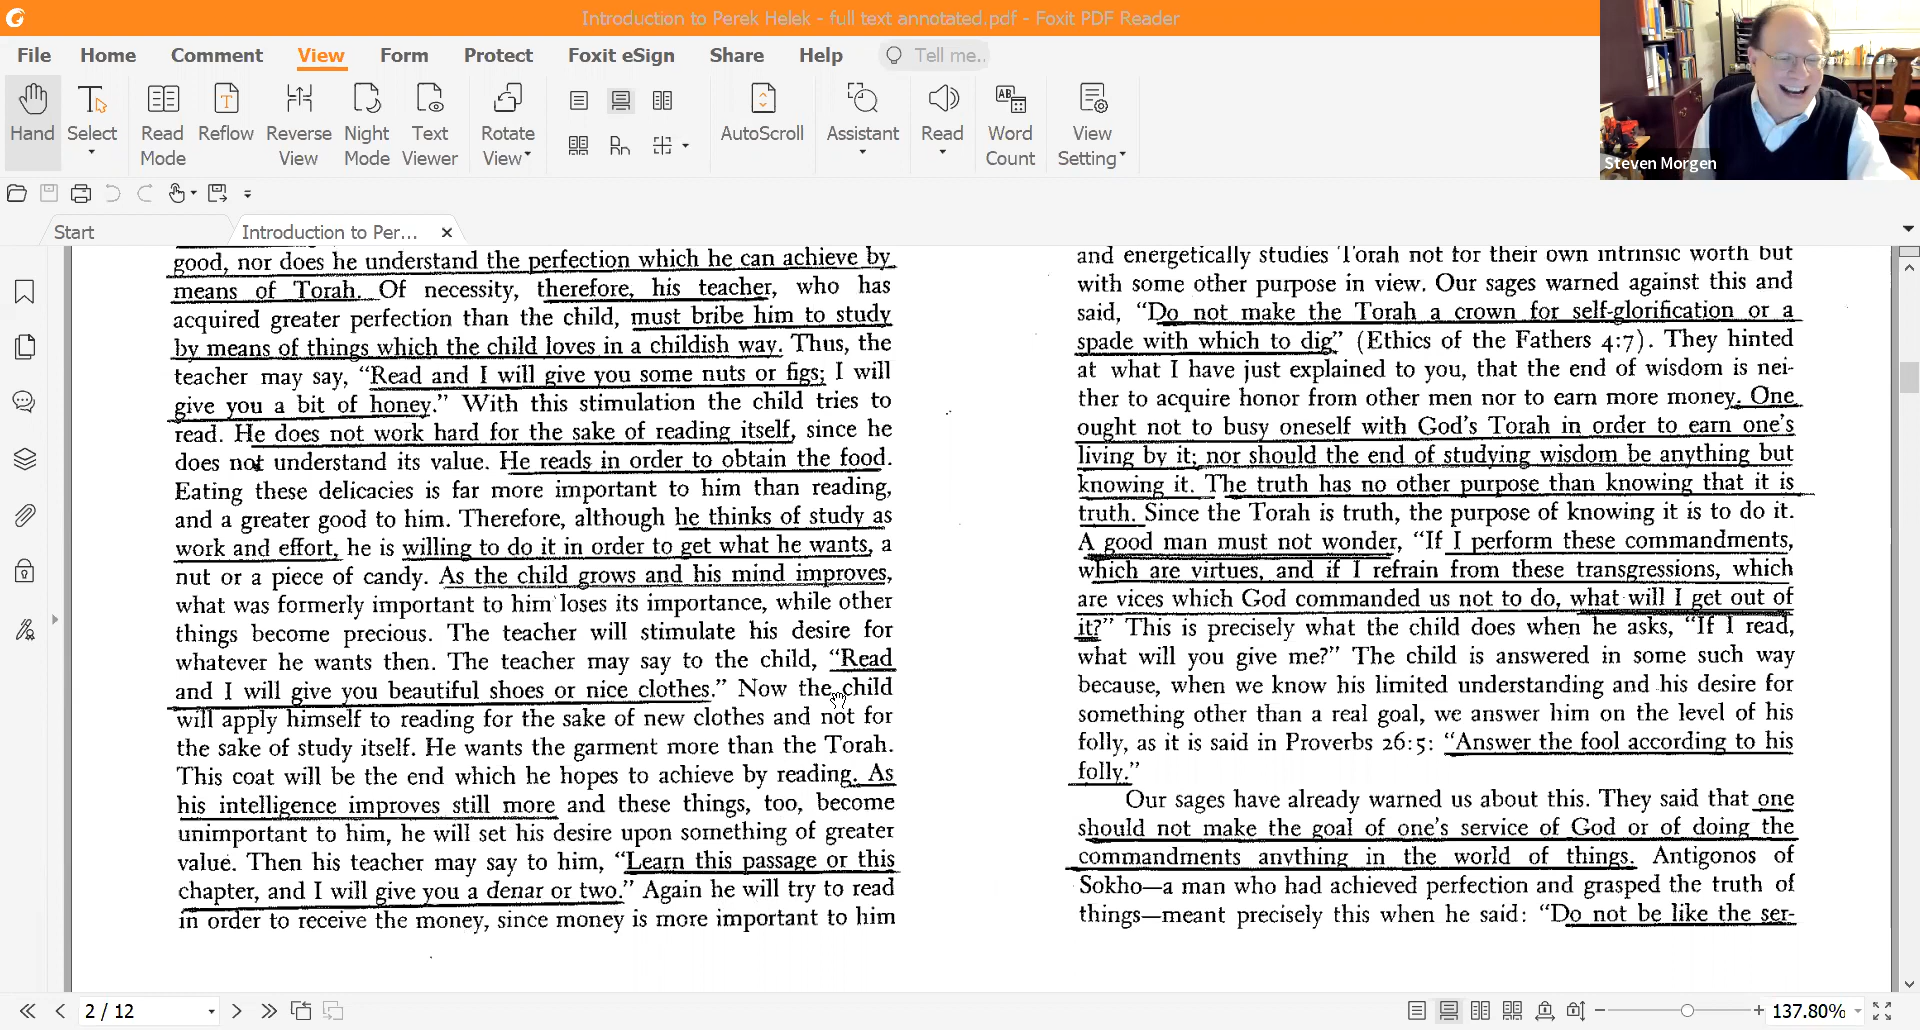 Introduction to Perek Helek - full text annotated.pdf - Foxit PDF Reader
File Home Comment View Form Protect Foxit eSign Share Help Tell me..
Hand Select Read Mode Reflow Reverse View Night Mode Text Viewer Rotate View AutoScroll Assistant Read Word Count View Setting
Steven Morgen
Start Introduction to Per...
good, nor does he understand the perfection which he can achieve by
means of Torah. Of necessity, therefore, his teacher, who has
acquired greater perfection than the child, must bribe him to study
by means of things which the child loves in a childish way. Thus, the
teacher may say, “Read and I will give you some nuts or figs; I will
give you a bit of honey.” With this stimulation the child tries to
read. He does not work hard for the sake of reading itself, since he
does not understand its value. He reads in order to obtain the food.
Eating these delicacies is far more important to him than reading,
and a greater good to him. Therefore, although he thinks of study as
work and effort, he is willing to do it in order to get what he wants, a
nut or a piece of candy. As the child grows and his mind improves,
what was formerly important to him loses its importance, while other
things become precious. The teacher will stimulate his desire for
whatever he wants then. The teacher may say to the child, “Read
and I will give you beautiful shoes or nice clothes.” Now the child
will apply himself to reading for the sake of new clothes and not for
the sake of study itself. He wants the garment more than the Torah.
This coat will be the end which he hopes to achieve by reading. As
his intelligence improves still more and these things, too, become
unimportant to him, he will set his desire upon something of greater
value. Then his teacher may say to him, “Learn this passage or this
chapter, and I will give you a denar or two.” Again he will try to read
in order to receive the money, since money is more important to him
and energetically studies Torah not for their own intrinsic worth but
with some other purpose in view. Our sages warned against this and
said, “Do not make the Torah a crown for self-glorification or a
spade with which to dig” (Ethics of the Fathers 4:7). They hinted
at what I have just explained to you, that the end of wisdom is nei-
ther to acquire honor from other men nor to earn more money. One
ought not to busy oneself with God's Torah in order to earn one's
living by it; nor should the end of studying wisdom be anything but
knowing it. The truth has no other purpose than knowing that it is
truth. Since the Torah is truth, the purpose of knowing it is to do it.
A good man must not wonder, “If I perform these commandments,
which are virtues, and if I refrain from these transgressions, which
are vices which God commanded us not to do, what will I get out of
it?” This is precisely what the child does when he asks, “If I read,
what will you give me?” The child is answered in some such way
because, when we know his limited understanding and his desire for
something other than a real goal, we answer him on the level of his
folly, as it is said in Proverbs 26:5: “Answer the fool according to his
folly.”
Our sages have already warned us about this. They said that one
should not make the goal of one's service of God or of doing the
commandments anything in the world of things. Antigonos of
Sokho—a man who had achieved perfection and grasped the truth of
things—meant precisely this when he said: “Do not be like the ser-
2 / 12 137.80%